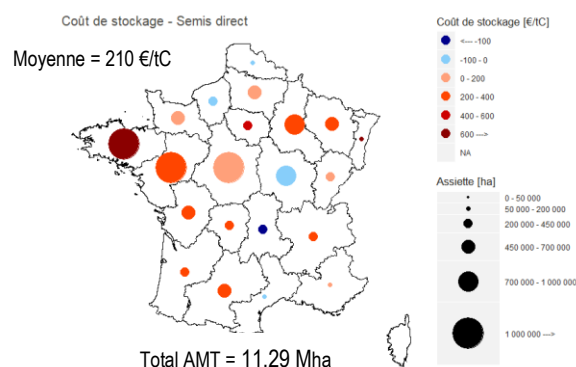 Coût de stockage - Semis direct
Moyenne = 210 €/tC
Coût de stockage [€/tC]
<--- -100
-100 - 0
0 - 200
200 - 400
400 - 600
600 --->
NA
Assiette [ha]
0 - 50 000
50 000 - 200 000
200 000 - 450 000
450 000 - 700 000
700 000 - 1 000 000
1 000 000 --->
Total AMT = 11.29 Mha